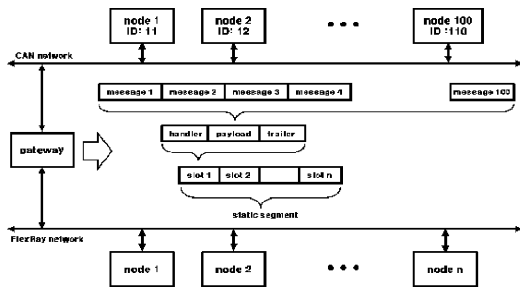 node 1 node 2 • • • node 100
ID: 11 ID: 12 ID :110
CAN network
message 1 message 2 message 3 message 4 message 100
handler payload trailer
gateway
slot 1 slot 2 slot n
static segment
FlexRay network
node 1 node 2 • • • node n